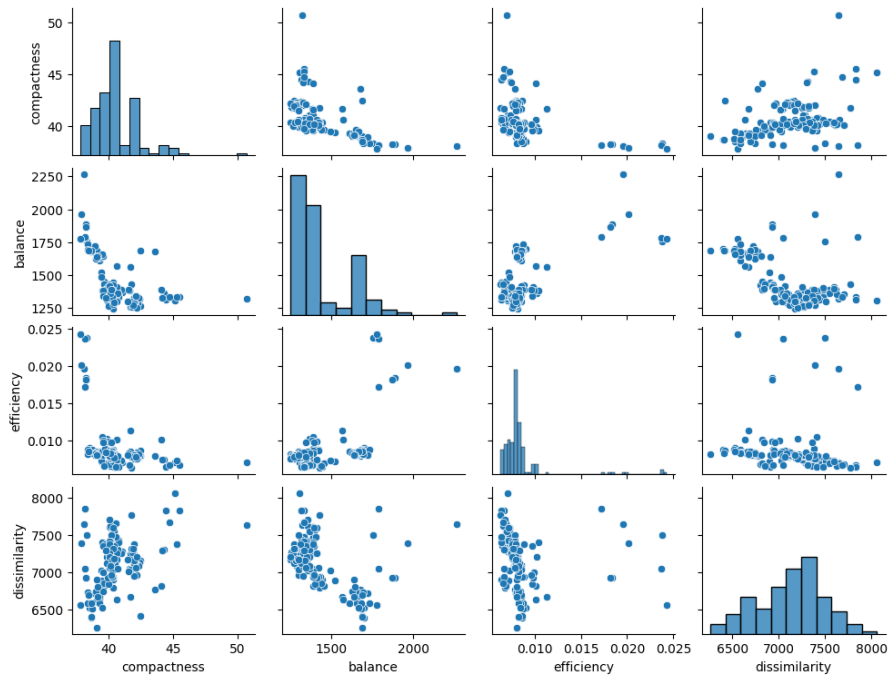 50
45
40
compactness
2250
2000
1750
1500
1250
balance
0.025
0.020
0.015
0.010
efficiency
8000
7500
7000
6500
dissimilarity
40 45 50
1500 2000
0.010 0.015 0.020 0.025
6500 7000 7500 8000
compactness balance efficiency dissimilarity